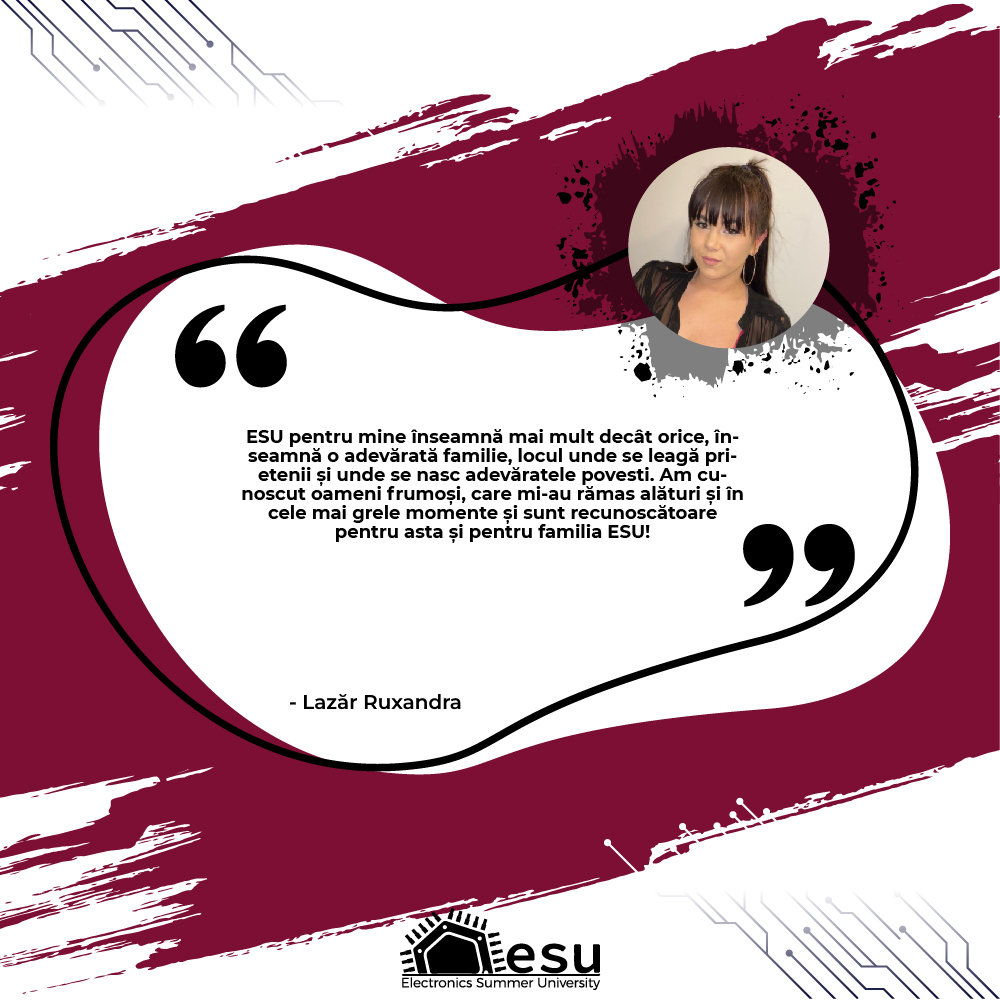 ESU pentru mine înseamnă mai mult decât orice, în-
seamnă o adevărată familie, locul unde se leagă pri-
etenii și unde se nasc adevăratele povesti. Am cu-
noscut oameni frumoși, care mi-au rămas alături și în
cele mai grele momente și sunt recunoscătoare
pentru asta și pentru familia ESU!
- Lazăr Ruxandra
esu
Electronics Summer University